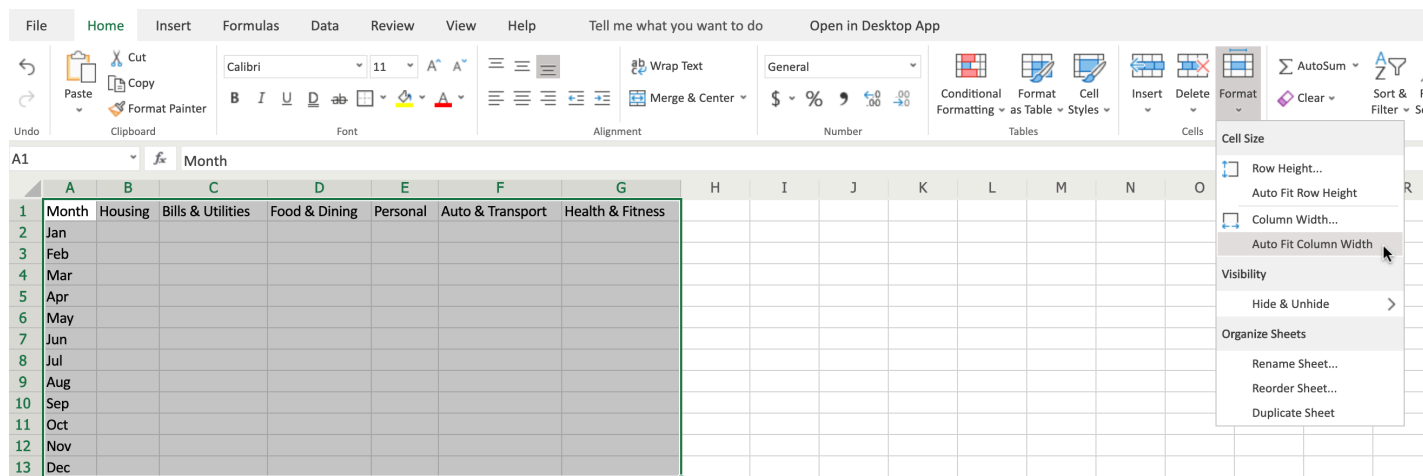 File Home Insert Formulas Data Review View Help Tell me what you want to do Open in Desktop App
Cut
Copy
Format Painter
Paste
Undo
Clipboard
Calibri 11 A A
B I U D ab A
Font
Wrap Text
Merge & Center
Alignment
General
$ % , .00 .00
Number
Conditional
Formatting
Format
as Table
Cell
Styles
Tables
Insert Delete Format
Cells
AutoSum
Clear
Sort &
Filter
A1 fx Month
A B C D E F G H I J K L M N O R
1 Month Housing Bills & Utilities Food & Dining Personal Auto & Transport Health & Fitness
2 Jan
3 Feb
4 Mar
5 Apr
6 May
7 Jun
8 Jul
9 Aug
10 Sep
11 Oct
12 Nov
13 Dec
Cell Size
Row Height...
Auto Fit Row Height
Column Width...
Auto Fit Column Width
Visibility
Hide & Unhide
Organize Sheets
Rename Sheet...
Reorder Sheet...
Duplicate Sheet